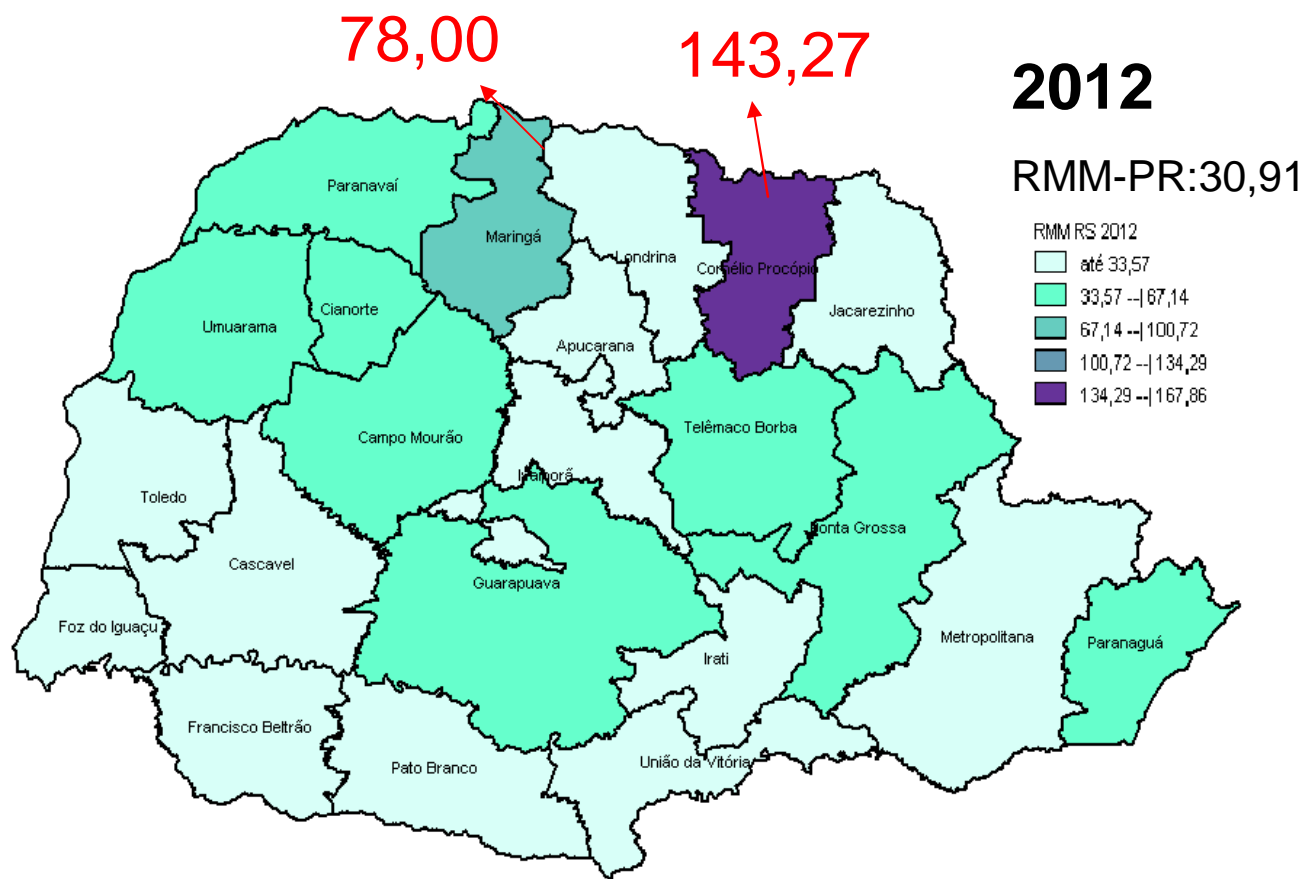 78,00
143,27
2012
RMM-PR:30,91
RMM RS 2012
até 33,57
33,57 --| 67,14
67,14 --| 100,72
100,72 --| 134,29
134,29 --| 167,86
Paranavaí
Maringá
Londrina
Cornélio Procópio
Jacarezinho
Umuarama
Cianorte
Apucarana
Campo Mourão
Telêmaco Borba
Ivaiporã
Toledo
Ponta Grossa
Cascavel
Guarapuava
Foz do Iguaçu
Metropolitana
Paranaguá
Irati
Francisco Beltrão
Pato Branco
União da Vitória